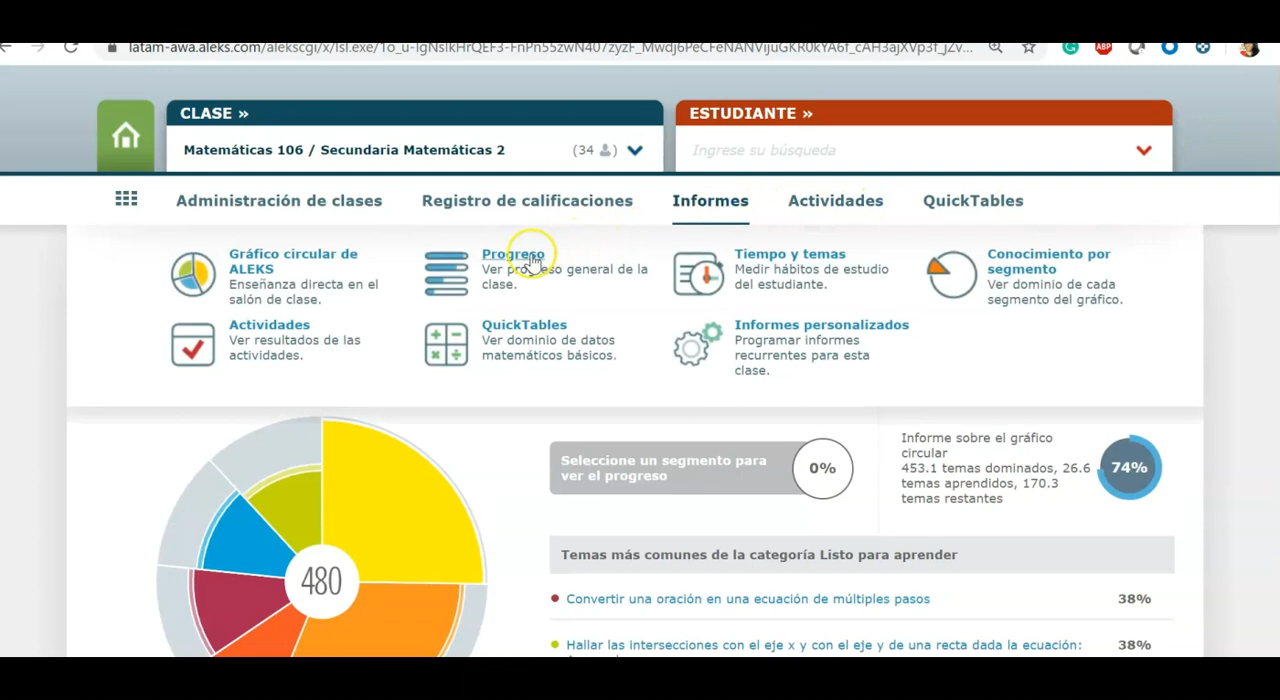 CLASE »
ESTUDIANTE »
Matemáticas 106 / Secundaria Matemáticas 2 (34 )
Ingrese su búsqueda
Administración de clases Registro de calificaciones Informes Actividades QuickTables
Gráfico circular de
ALEKS
Enseñanza directa en el
salón de clase.
Progreso
Ver proceso general de la
clase.
Tiempo y temas
Medir hábitos de estudio
del estudiante.
Conocimiento por
segmento
Ver dominio de cada
segmento del gráfico.
Actividades
Ver resultados de las
actividades.
QuickTables
Ver dominio de datos
matemáticos básicos.
Informes personalizados
Programar informes
recurrentes para esta
clase.
480
Seleccione un segmento para
ver el progreso
0%
Informe sobre el gráfico
circular
453.1 temas dominados, 26.6
temas aprendidos, 170.3
temas restantes
74%
Temas más comunes de la categoría Listo para aprender
Convertir una oración en una ecuación de múltiples pasos 38%
Hallar las intersecciones con el eje x y con el eje y de una recta dada la ecuación: 38%
ABP